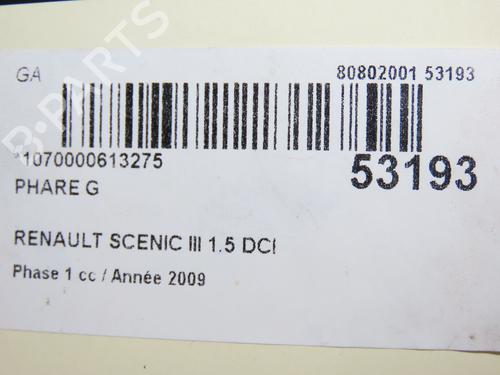 GA
80802001 53193
*1070000613275
53193
PHARE G
RENAULT SCENIC III 1.5 DCI
Phase 1 cc / Année 2009
B-PARTS